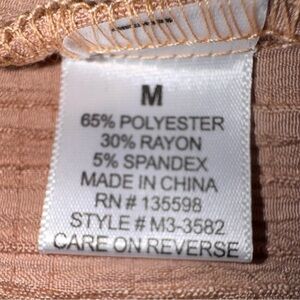 M
65% POLYESTER
30% RAYON
5% SPANDEX
MADE IN CHINA
RN # 135598
STYLE # M3-3582
CARE ON REVERSE